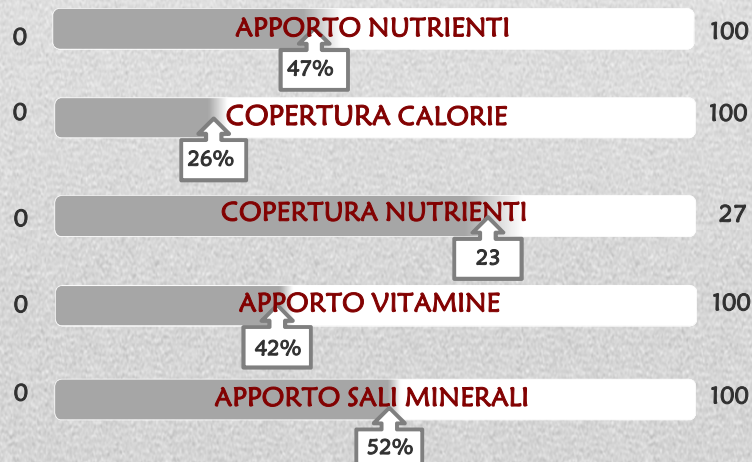 0 APPORTO NUTRIENTI 100
47%
0 COPERTURA CALORIE 100
26%
0 COPERTURA NUTRIENTI 27
23
0 APPORTO VITAMINE 100
42%
0 APPORTO SALI MINERALI 100
52%